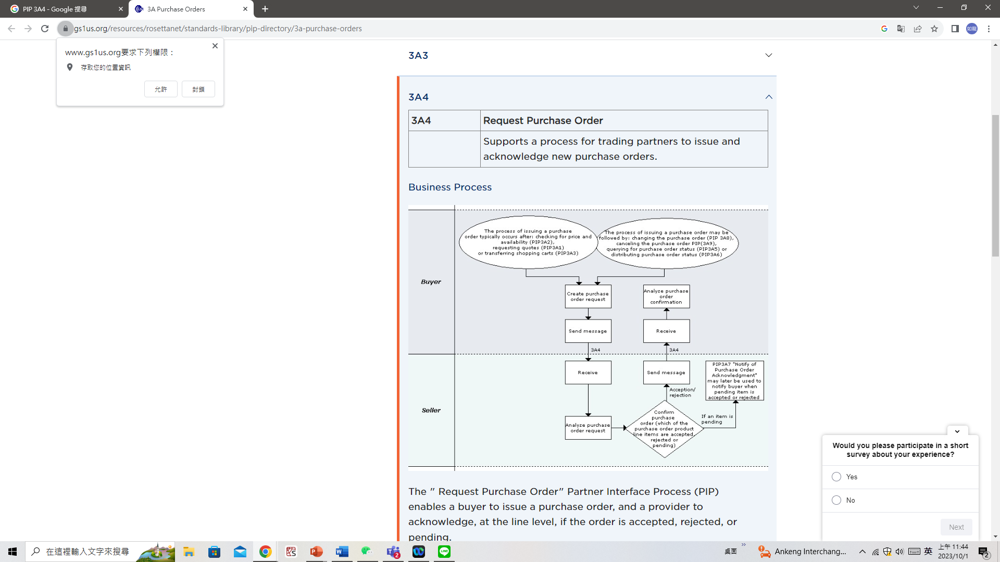 PIP 3A4 - Google 搜尋
3A Purchase Orders
gs1us.org/resources/rosettanet/standards-library/pip-directory/3a-purchase-orders
如龍
www.gs1us.org要求下列權限：
存取您的位置資訊
允許
封鎖
3A3
3A4
3A4
Request Purchase Order
Supports a process for trading partners to issue and
acknowledge new purchase orders.
Business Process
The process of issuing a purchase
order typically occurs after: checking for price and
availability (PIP3A2),
requesting quotes (PIP3A1)
or transferring shopping carts (PIP3A3)
The process of issuing a purchase order may be
followed by: changing the purchase order (PIP 3A8),
canceling the purchase order PIP(3A9),
querying for purchase order status (PIP3A5) or
distributing purchase order status (PIP3A6)
Buyer
Create purchase
order request
Analyze purchase
order
confirmation
Send message
Receive
3A4
3A4
Receive
Send message
PIP3A7 "Notify of
Purchase Order
Acknowledgment"
may later be used to
notify buyer when
pending item is
accepted or rejected
Acception/
rejection
Seller
Analyze purchase
order request
Confirm
purchase
order (which of the
purchase order product
line items are accepted,
rejected or
pending)
If an item is
pending
The " Request Purchase Order" Partner Interface Process (PIP)
enables a buyer to issue a purchase order, and a provider to
acknowledge, at the line level, if the order is accepted, rejected, or
pending.
Would you please participate in a short
survey about your experience?
Yes
No
Next
在這裡輸入文字來搜尋
2
LINE
桌面
Ankeng Interchang...
英
上午 11:44
2023/10/1
2